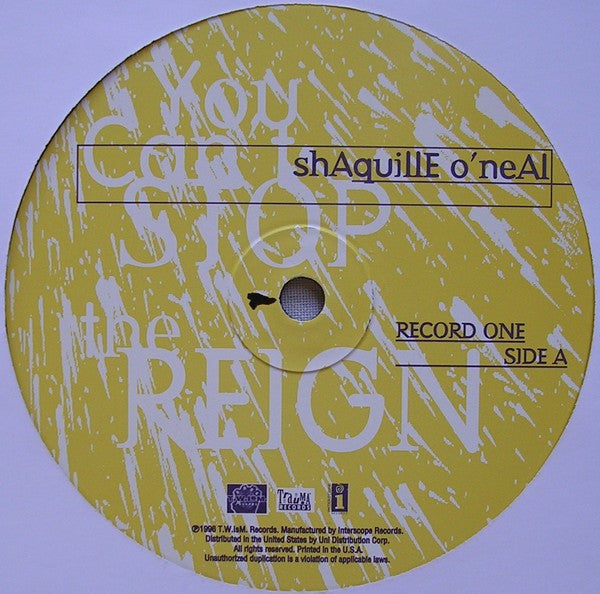 You
Can't
STOP
shAquillE o'neAl
the
REIGN
RECORD ONE
SIDE A
TrauMA
RECORDS
i
℗1996 T.W.IsM. Records. Manufactured by Interscope Records.
Distributed in the United States by Uni Distribution Corp.
All rights reserved. Printed in the U.S.A.
Unauthorized duplication is a violation of applicable laws.